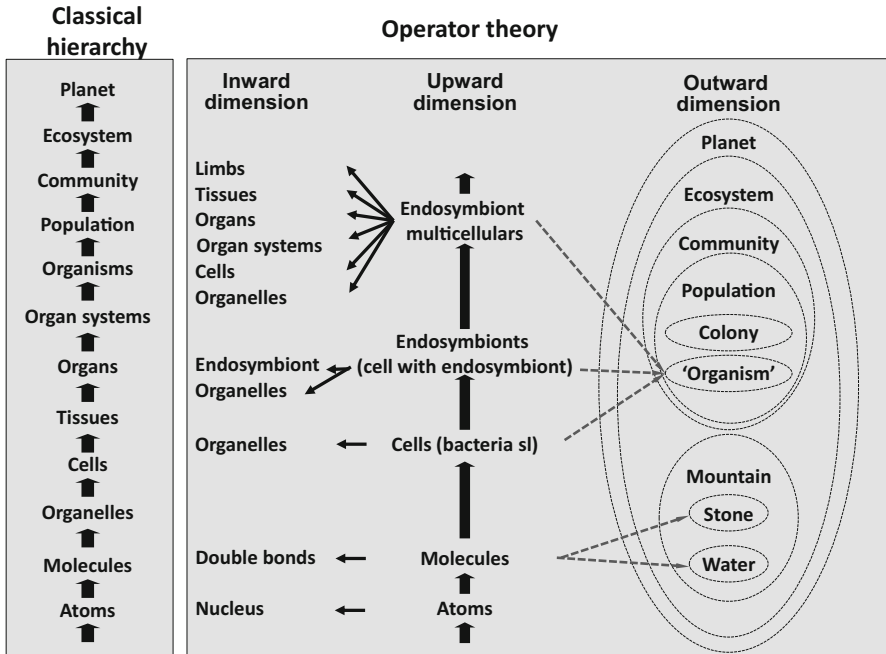 Classical
hierarchy
Planet
Ecosystem
Community
Population
Organisms
Organ systems
Organs
Tissues
Cells
Organelles
Molecules
Atoms
Operator theory
Inward
dimension
Limbs
Tissues
Organs
Organ systems
Cells
Organelles
Endosymbiont
Organelles
Organelles
Double bonds
Nucleus
Upward
dimension
Endosymbiont
multicellulars
Endosymbionts
(cell with endosymbiont)
Cells (bacteria sl)
Molecules
Atoms
Outward
dimension
Planet
Ecosystem
Community
Population
Colony
‘Organism’
Mountain
Stone
Water